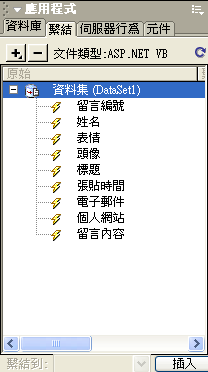 應用程式
資料庫 繫結 伺服器行為 元件
文件類型:ASP.NET VB
原始
資料集 (DataSet1)
留言編號
姓名
表情
頭像
標題
張貼時間
電子郵件
個人網站
留言內容
繫結到:
插入